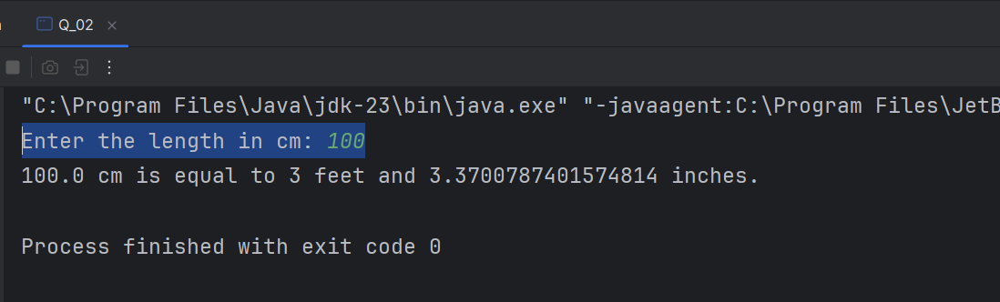 Q_02
"C:\Program Files\Java\jdk-23\bin\java.exe" "-javaagent:C:\Program Files\JetB
Enter the length in cm: 100
100.0 cm is equal to 3 feet and 3.3700787401574814 inches.
Process finished with exit code 0